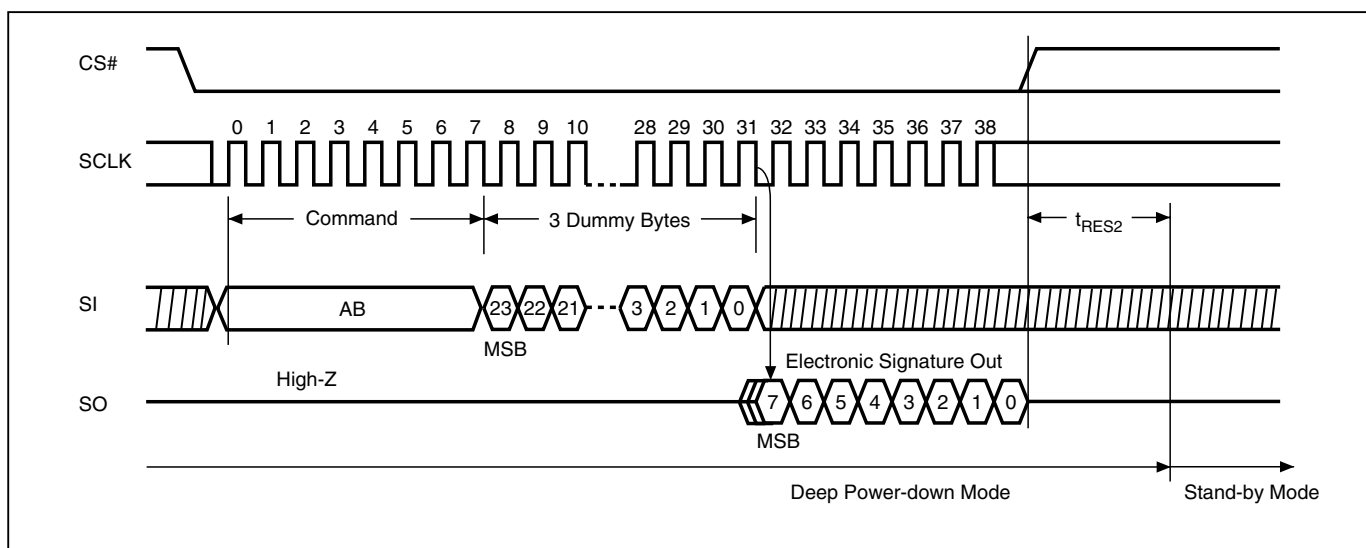 CS#
0 1 2 3 4 5 6 7 8 9 10 28 29 30 31 32 33 34 35 36 37 38
SCLK
Command
3 Dummy Bytes
tRES2
SI
AB
23 22 21 3 2 1 0
MSB
Electronic Signature Out
High-Z
SO
7 6 5 4 3 2 1 0
MSB
Deep Power-down Mode
Stand-by Mode